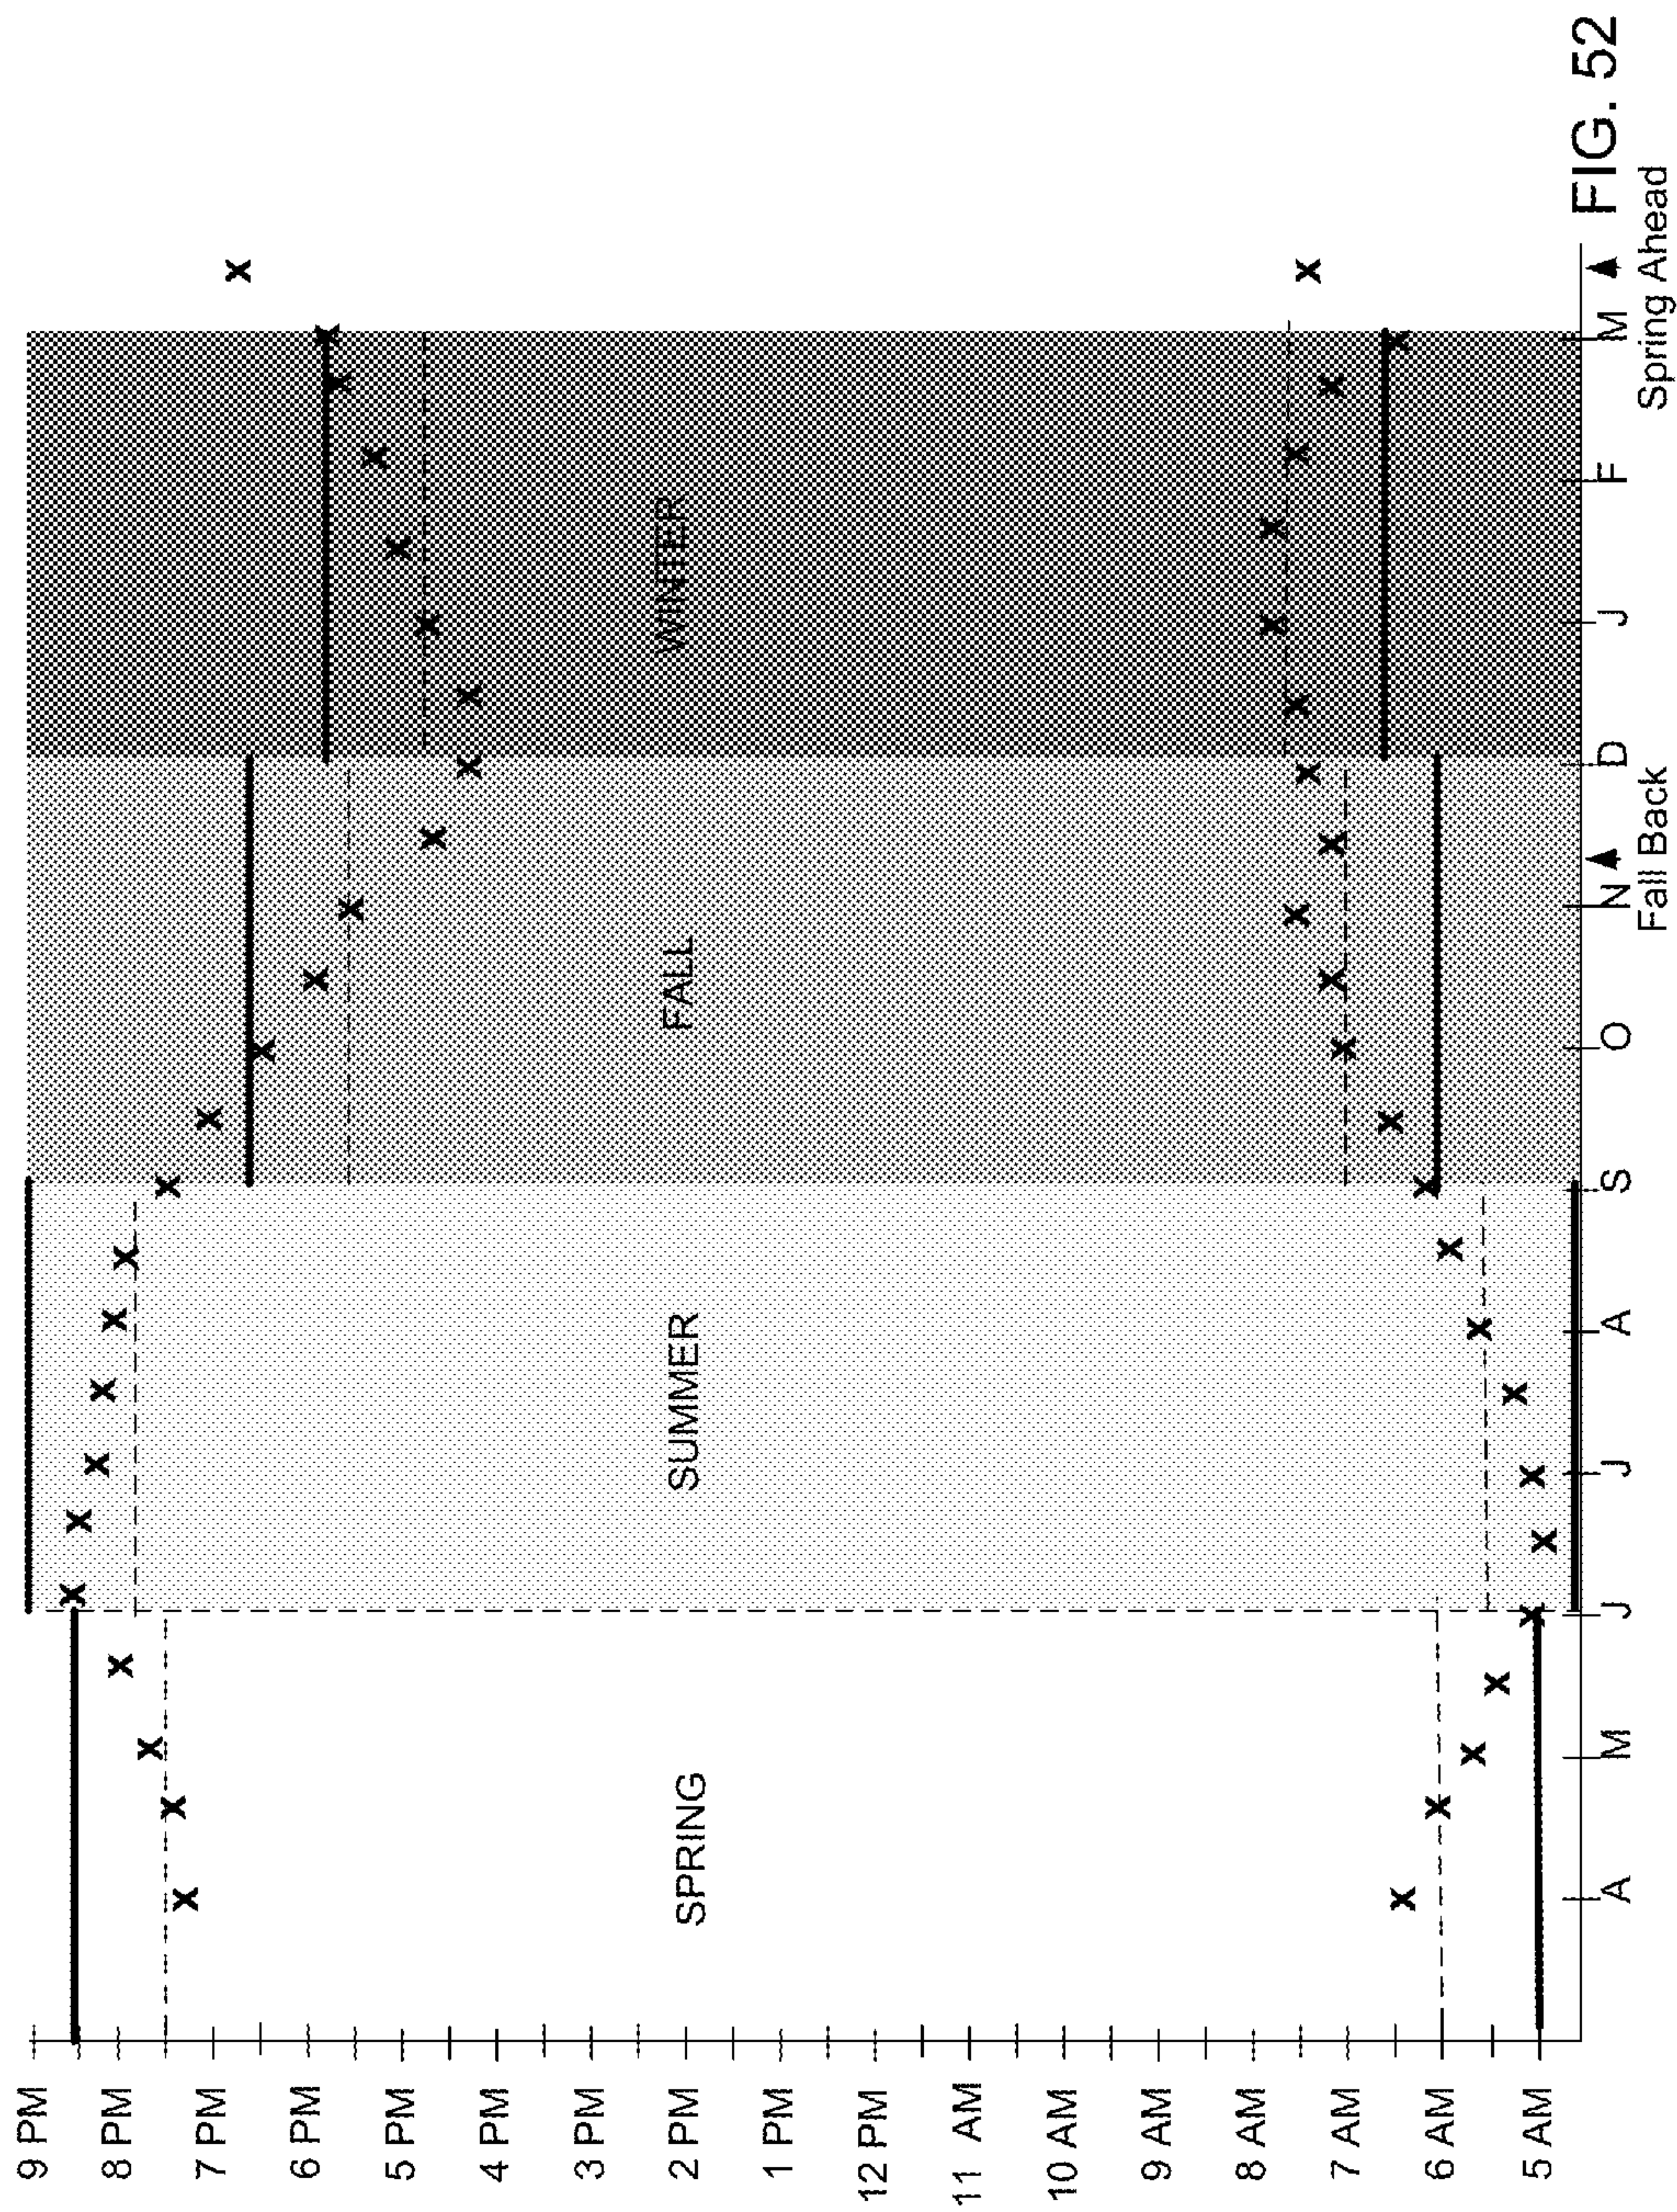 9 PM
8 PM
7 PM
6 PM
5 PM
4 PM
3 PM
2 PM
1 PM
12 PM
11 AM
10 AM
9 AM
8 AM
7 AM
6 AM
5 AM
SPRING
SUMMER
FALL
WINTER
A M J J A S O N D J F M
Fall Back
Spring Ahead
FIG. 52